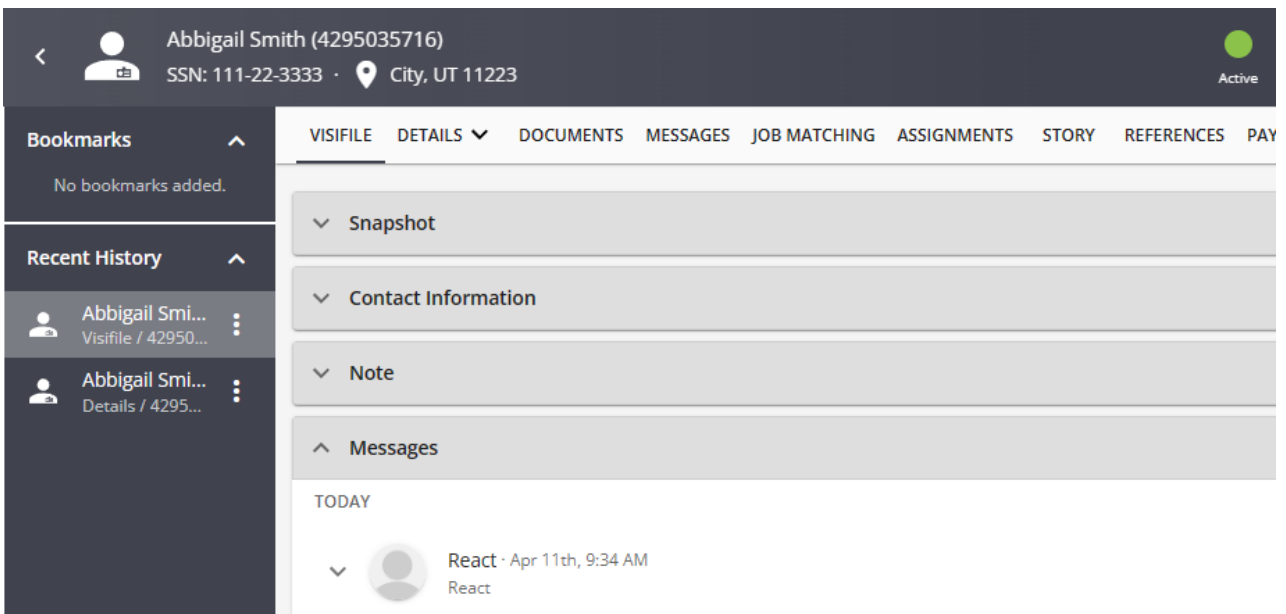 Abbigail Smith (4295035716)
SSN: 111-22-3333 · City, UT 11223
Active
Bookmarks
No bookmarks added.
Recent History
Abbigail Smi...
Visifile / 42950...
Abbigail Smi...
Details / 4295...
VISIFILE DETAILS DOCUMENTS MESSAGES JOB MATCHING ASSIGNMENTS STORY REFERENCES PAY
Snapshot
Contact Information
Note
Messages
TODAY
React · Apr 11th, 9:34 AM
React